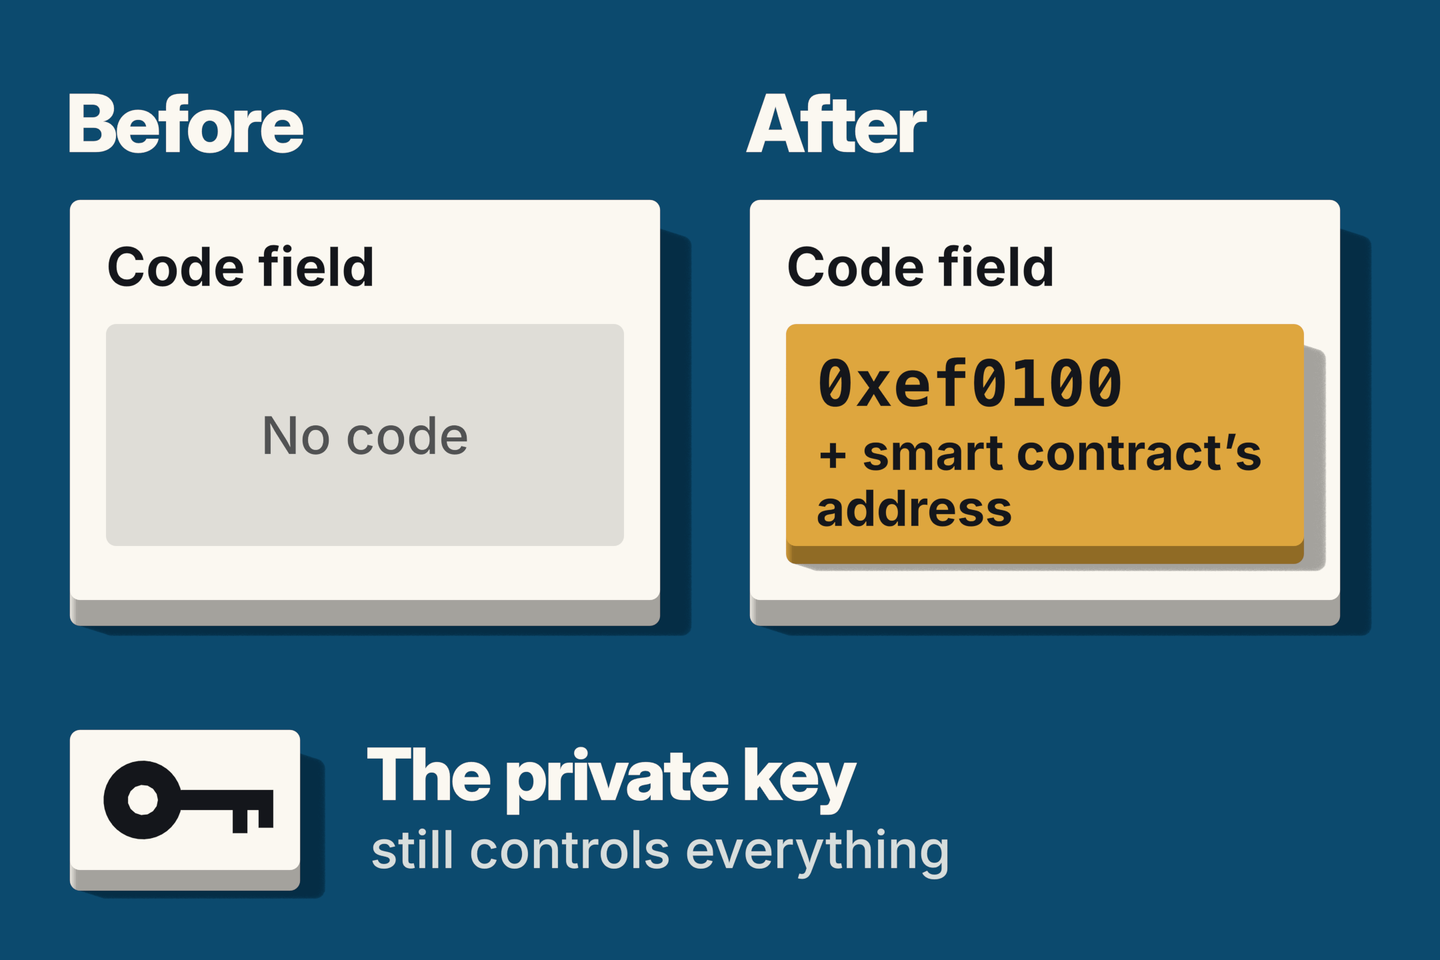 Before
After
Code field
No code
Code field
0xef0100
+ smart contract’s
address
The private key
still controls everything